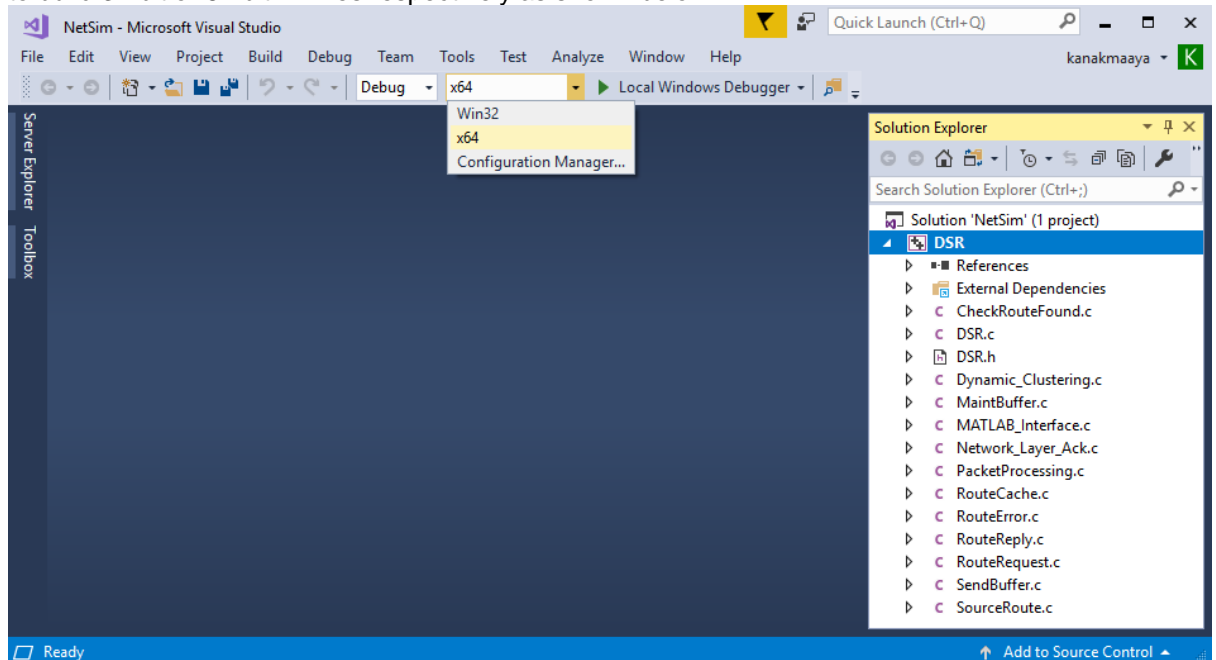 NetSim - Microsoft Visual Studio
Quick Launch (Ctrl+Q)
File Edit View Project Build Debug Team Tools Test Analyze Window Help
kanakmaaya K
Debug x64 Local Windows Debugger
Win32
x64
Configuration Manager...
Server Explorer
Toolbox
Solution Explorer
Search Solution Explorer (Ctrl+;)
Solution 'NetSim' (1 project)
DSR
References
External Dependencies
C CheckRouteFound.c
C DSR.c
h DSR.h
C Dynamic_Clustering.c
C MaintBuffer.c
C MATLAB_Interface.c
C Network_Layer_Ack.c
C PacketProcessing.c
C RouteCache.c
C RouteError.c
C RouteReply.c
C RouteRequest.c
C SendBuffer.c
C SourceRoute.c
Ready
Add to Source Control